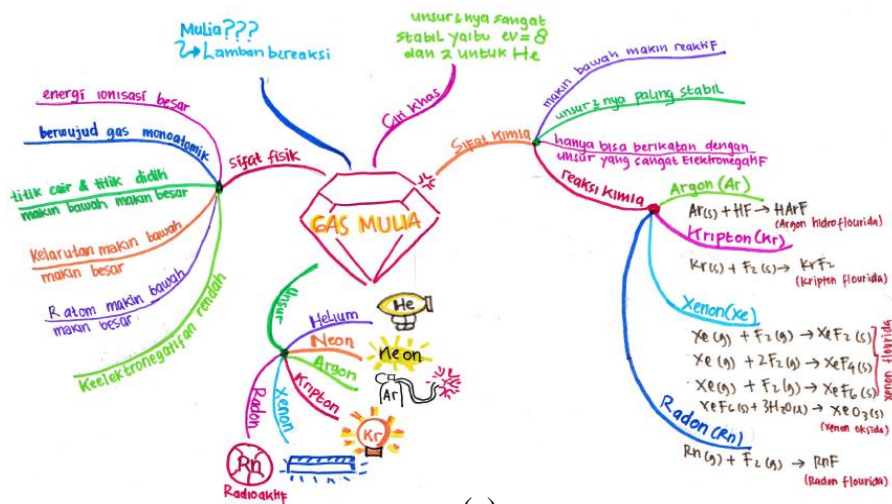 Mulia???
Lamban bereaksi
Ciri khas
unsur2nya sangat
stabil yaitu ev = 8
dan 2 untuk He
GAS MULIA
Sifat fisik
energi ionisasi besar
berwujud gas monoatomik
titik cair & titik didih
makin bawah makin besar
Kelarutan makin bawah
makin besar
R atom makin bawah
makin besar
Keelektronegatifan rendah
Sifat Kimia
makin bawah makin reaktif
unsur2nya paling stabil
hanya bisa berikatan dengan
unsur yang sangat Elektronegatif
reaksi Kimia
Argon (Ar)
Ar(s) + HF → HArF
(Argon hidroflourida)
Kripton (Kr)
Kr(s) + F2(s) → KrF2
(Kripton flourida)
Xenon (Xe)
Xe(g) + F2(g) → XeF2(s)
Xe(g) + 2F2(g) → XeF4(s)
Xe(g) + F2(g) → XeF6(s)
xenon flourida
XeF6(s) + 3H2O(l) → XeO3(s)
(Xenon oksida)
Radon (Rn)
Rn(g) + F2(g) → RnF
(Radon flourida)
Unsur
Helium
He
Neon
Neon
Argon
Ar
Kripton
Kr
Xenon
Radon
Rn
Radioaktif